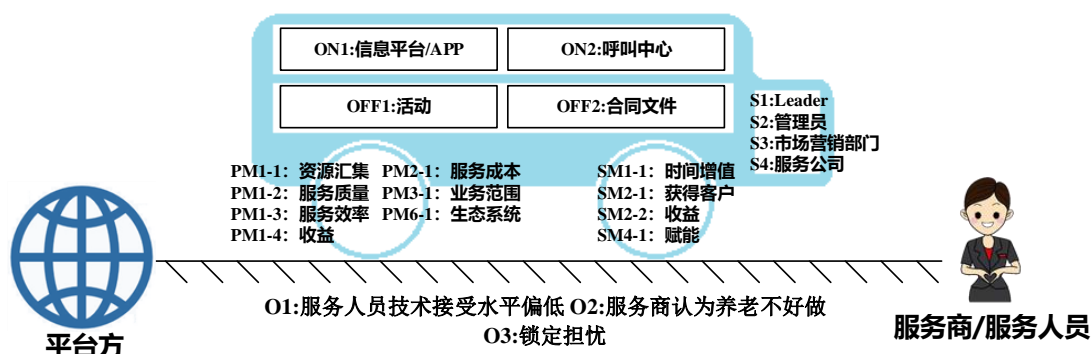 ON1:信息平台/APP
ON2:呼叫中心
OFF1:活动
OFF2:合同文件
S1:Leader
S2:管理员
S3:市场营销部门
S4:服务公司
PM1-1：资源汇集 PM2-1：服务成本
PM1-2：服务质量 PM3-1：业务范围
PM1-3：服务效率 PM6-1：生态系统
PM1-4：收益
SM1-1：时间增值
SM2-1：获得客户
SM2-2：收益
SM4-1：赋能
O1:服务人员技术接受水平偏低 O2:服务商认为养老不好做
O3:锁定担忧
平台方
服务商/服务人员